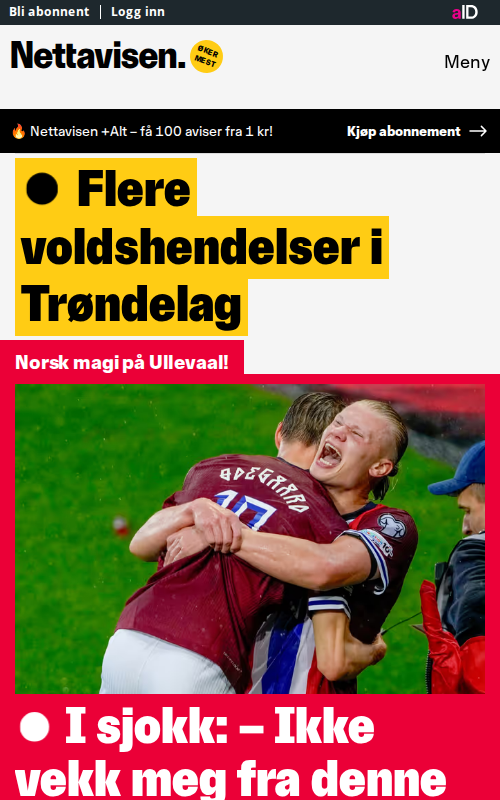 Bli abonnent | Logg inn
aID
Nettavisen.
ØKER
MEST
Meny
Nettavisen +Alt – få 100 aviser fra 1 kr!
Kjøp abonnement
Flere
voldshendelser i
Trøndelag
Norsk magi på Ullevaal!
ØDEGAARD
10
I sjokk: – Ikke
vekk meg fra denne